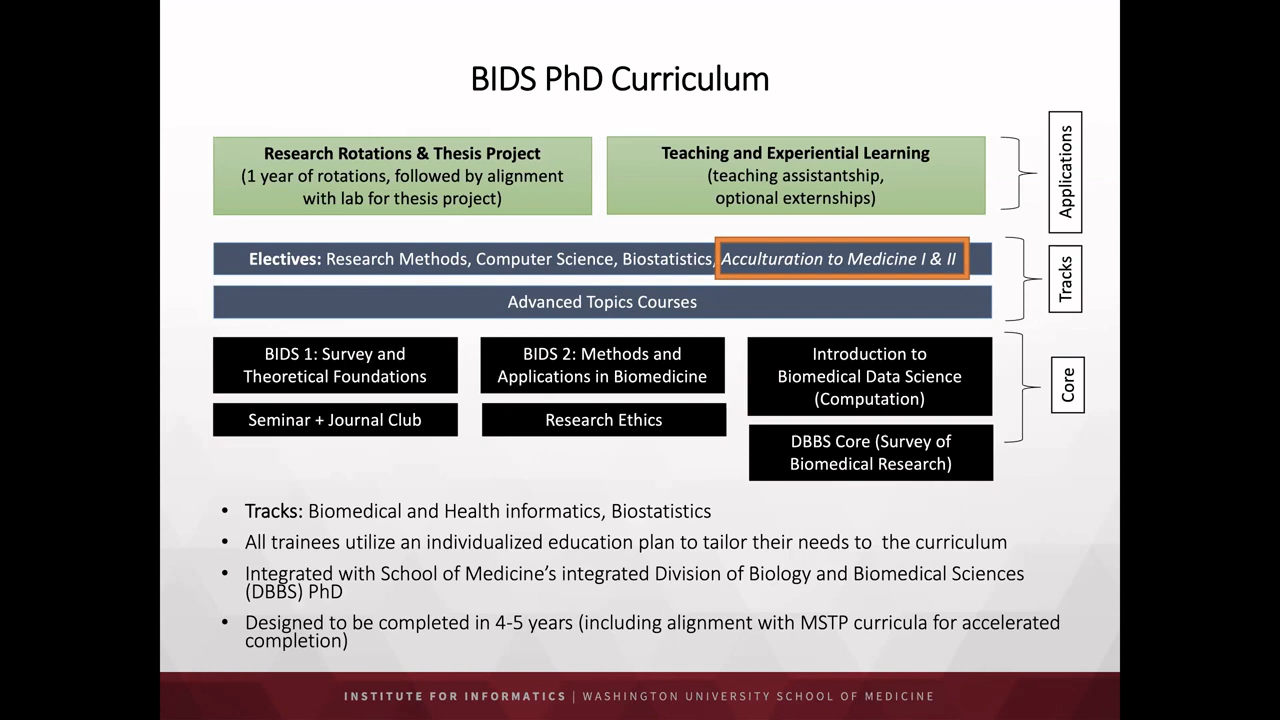 BIDS PhD Curriculum
Research Rotations & Thesis Project
(1 year of rotations, followed by alignment
with lab for thesis project)
Teaching and Experiential Learning
(teaching assistantship,
optional externships)
Applications
Electives: Research Methods, Computer Science, Biostatistics, Acculturation to Medicine I & II
Advanced Topics Courses
Tracks
BIDS 1: Survey and
Theoretical Foundations
BIDS 2: Methods and
Applications in Biomedicine
Introduction to
Biomedical Data Science
(Computation)
Seminar + Journal Club
Research Ethics
DBBS Core (Survey of
Biomedical Research)
Core
• Tracks: Biomedical and Health informatics, Biostatistics
• All trainees utilize an individualized education plan to tailor their needs to  the curriculum
• Integrated with School of Medicine’s integrated Division of Biology and Biomedical Sciences
(DBBS) PhD
• Designed to be completed in 4-5 years (including alignment with MSTP curricula for accelerated
completion)
INSTITUTE FOR INFORMATICS | WASHINGTON UNIVERSITY SCHOOL OF MEDICINE